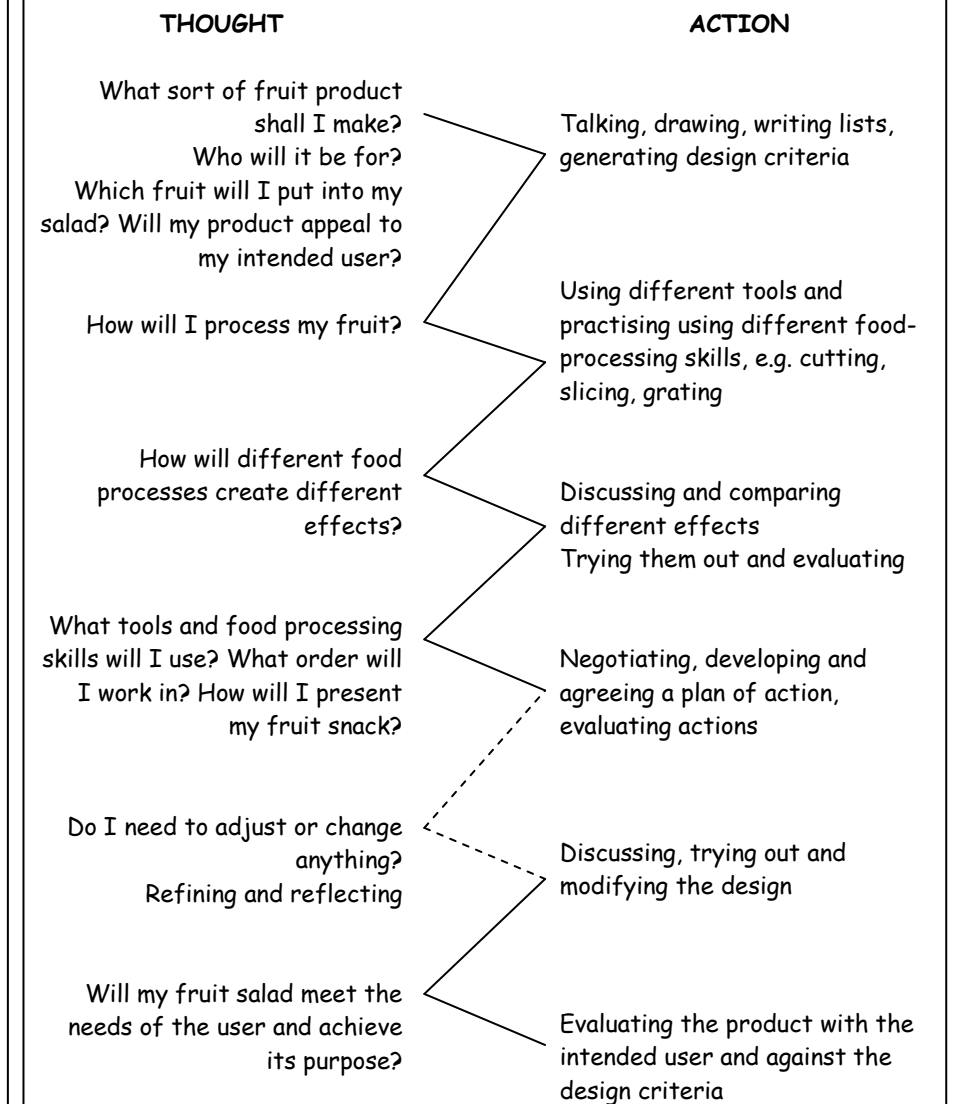 THOUGHT
ACTION
What sort of fruit product
shall I make?
Who will it be for?
Which fruit will I put into my
salad? Will my product appeal to
my intended user?
Talking, drawing, writing lists,
generating design criteria
How will I process my fruit?
Using different tools and
practising using different food-
processing skills, e.g. cutting,
slicing, grating
How will different food
processes create different
effects?
Discussing and comparing
different effects
Trying them out and evaluating
What tools and food processing
skills will I use? What order will
I work in? How will I present
my fruit snack?
Negotiating, developing and
agreeing a plan of action,
evaluating actions
Do I need to adjust or change
anything?
Refining and reflecting
Discussing, trying out and
modifying the design
Will my fruit salad meet the
needs of the user and achieve
its purpose?
Evaluating the product with the
intended user and against the
design criteria